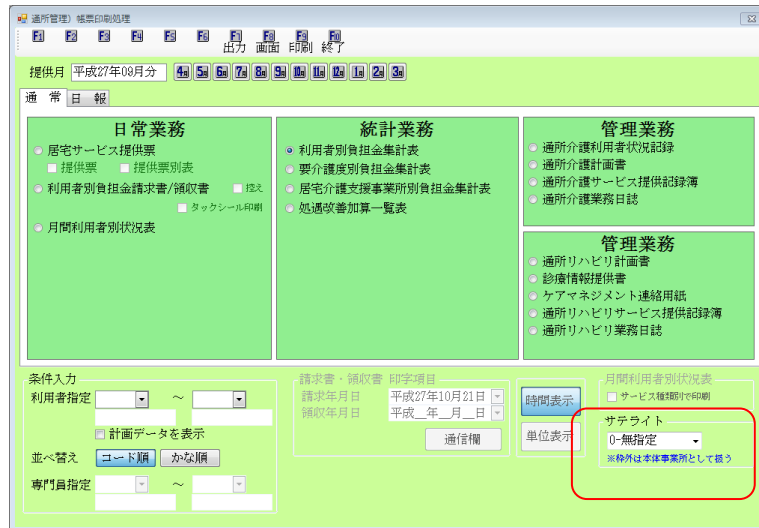 通所管理）帳票印刷処理
F1 F2 F3 F4 F5 F6 F7 F8 F9 F10
出力 画面 印刷 終了
提供月 平成27年09月分 4月 5月 6月 7月 8月 9月 10月 11月 12月 1月 2月 3月
通 常 日 報
日常業務
居宅サービス提供票
提供票 提供票別表
利用者別負担金請求書/領収書 控え
タックシール印刷
月間利用者別状況表
統計業務
利用者別負担金集計表
要介護度別負担金集計表
居宅介護支援事業所別負担金集計表
処遇改善加算一覧表
管理業務
通所介護利用者状況記録
通所介護計画書
通所介護サービス提供記録簿
通所介護業務日誌
管理業務
通所リハビリ計画書
診療情報提供書
ケアマネジメント連絡用紙
通所リハビリサービス提供記録簿
通所リハビリ業務日誌
条件入力
利用者指定 ～
計画データを表示
並べ替え コード順 かな順
専門員指定 ～
請求書・領収書 印字項目
請求年月日 平成27年10月21日
領収年月日 平成__年__月__日
通信欄
時間表示
単位表示
月間利用者別状況表
サービス種類別で印刷
サテライト
0-無指定
※枠外は本体事業所として扱う